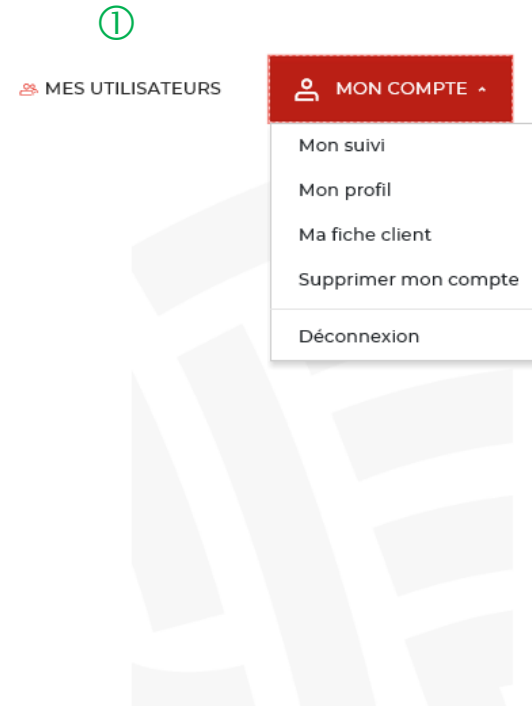 ①
MES UTILISATEURS
MON COMPTE
Mon suivi
Mon profil
Ma fiche client
Supprimer mon compte
Déconnexion